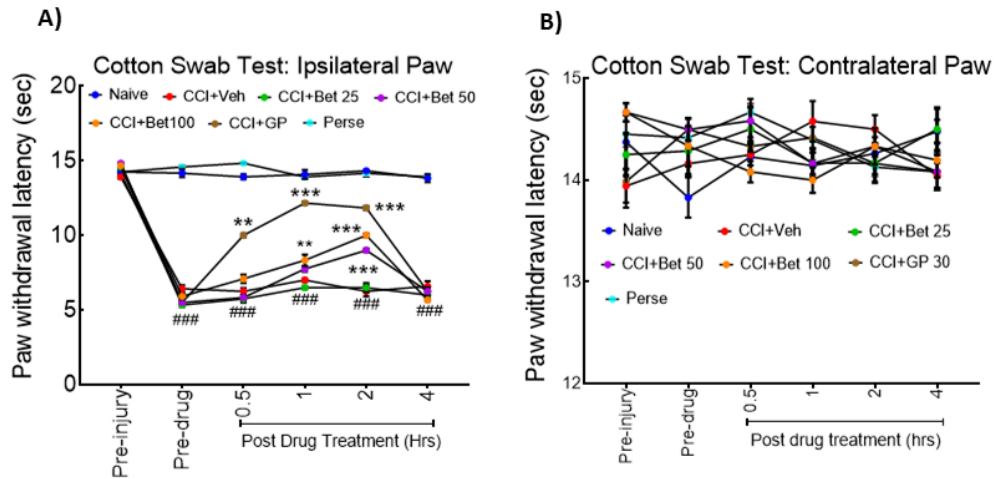 A)
Cotton Swab Test: Ipsilateral Paw
Naive CCI+Veh CCI+Bet 25 CCI+Bet 50
CCI+Bet100 CCI+GP Perse
Paw withdrawal latency (sec)
20
15
10
5
0
**
***
***
***
**
***
### ### ### ### ###
Pre-injury Pre-drug 0.5 1 2 4
Post Drug Treatment (Hrs)
B)
Cotton Swab Test: Contralateral Paw
Paw withdrawal latency (sec)
15
14
13
12
Naive CCI+Veh CCI+Bet 25
CCI+Bet 50 CCI+Bet 100 CCI+GP 30
Perse
Pre-injury Pre-drug 0.5 1 2 4
Post drug treatment (hrs)